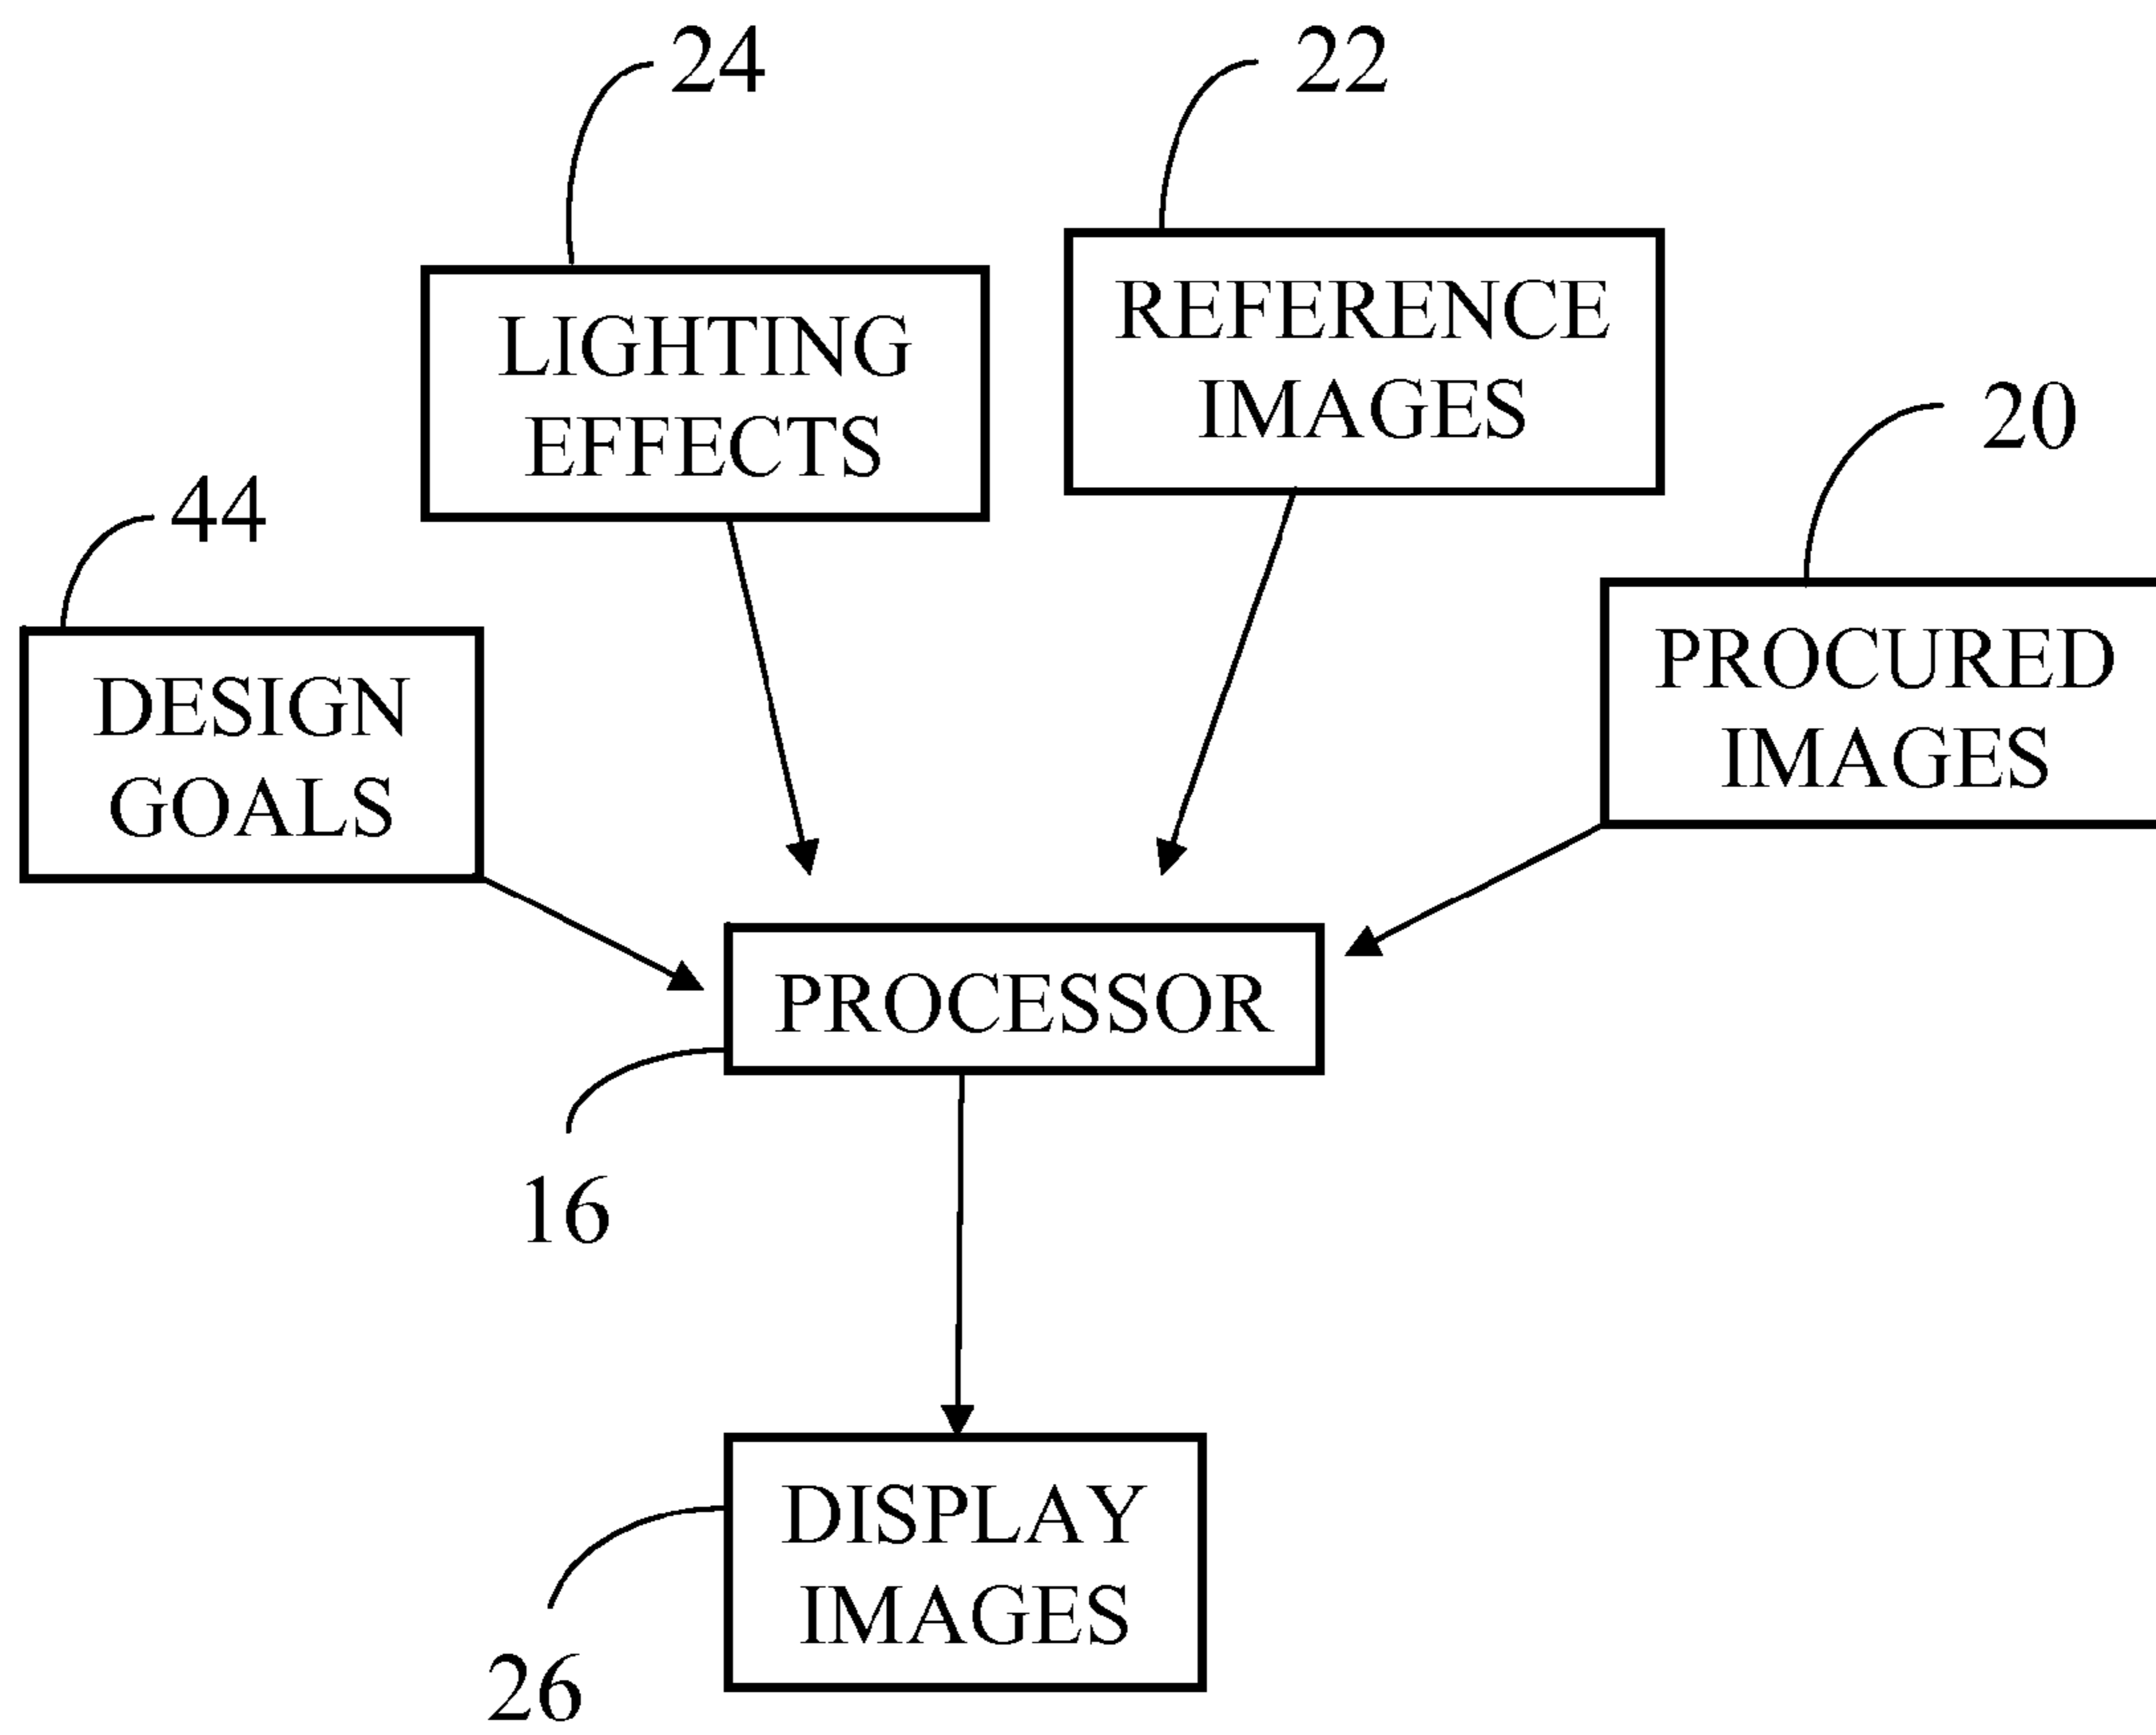 24
22
LIGHTING
EFFECTS
REFERENCE
IMAGES
20
44
DESIGN
GOALS
PROCURED
IMAGES
PROCESSOR
16
DISPLAY
IMAGES
26